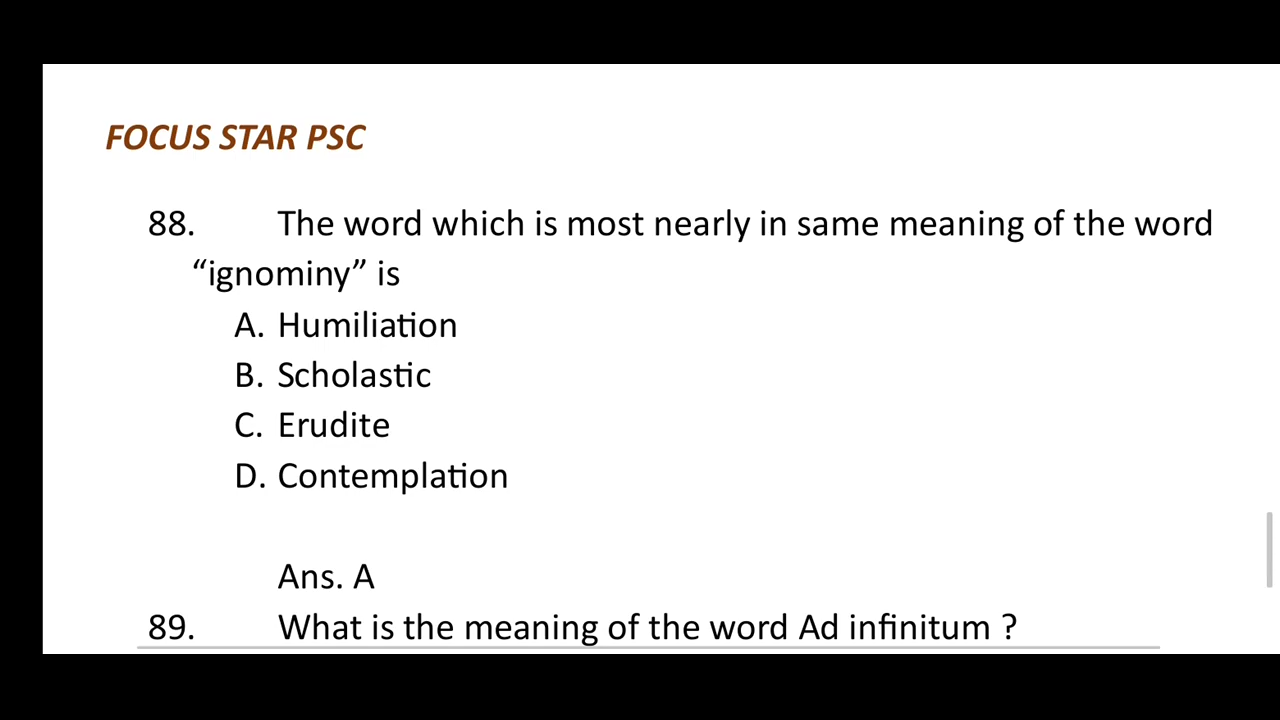 FOCUS STAR PSC
88. The word which is most nearly in same meaning of the word
“ignominy” is
A. Humiliation
B. Scholastic
C. Erudite
D. Contemplation
Ans. A
89. What is the meaning of the word Ad infinitum ?